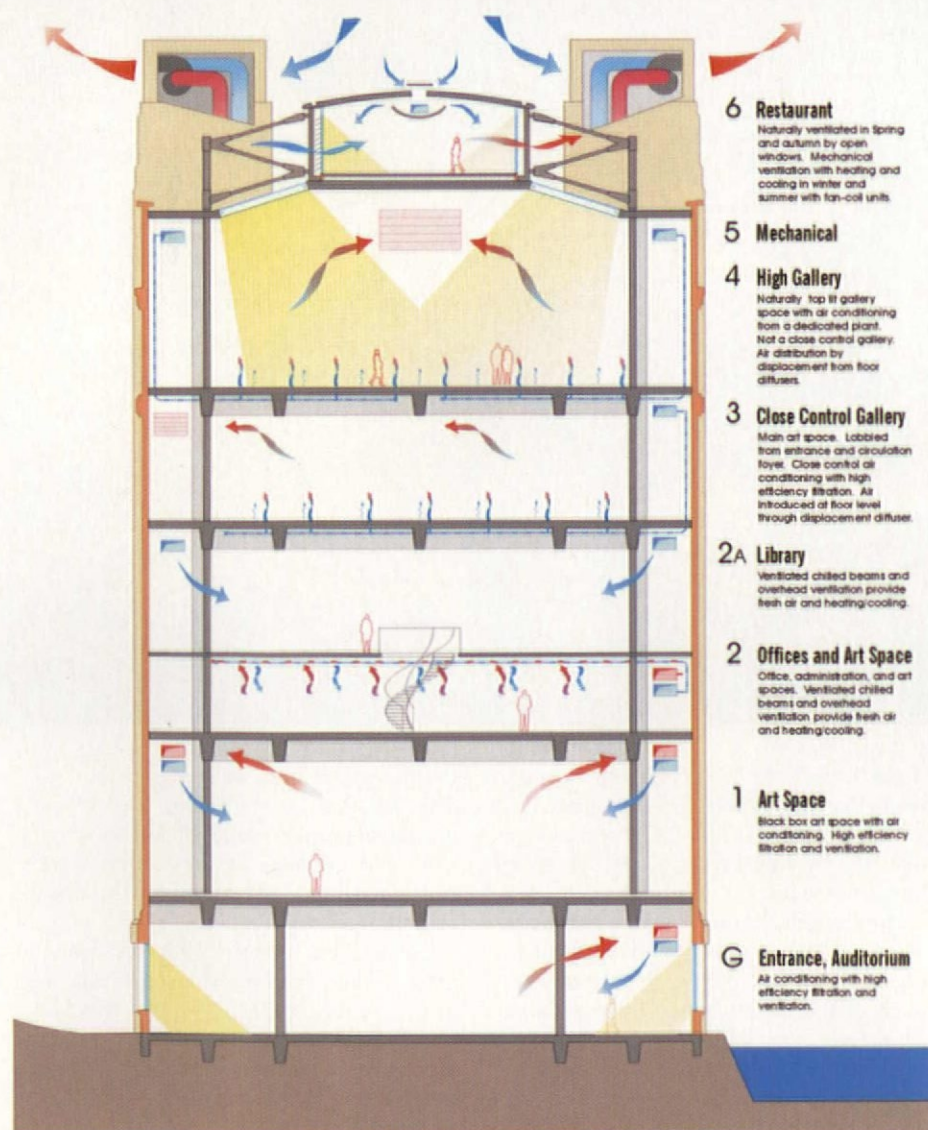 6 Restaurant
Naturally ventilated in Spring
and autumn by open
windows. Mechanical
ventilation with heating and
cooling in winter and
summer with fan-coil units.
5 Mechanical
4 High Gallery
Naturally top lit gallery
space with air conditioning
from a dedicated plant.
Not a close control gallery.
Air distribution by
displacement from floor
diffusers.
3 Close Control Gallery
Main art space. Lobbied
from entrance and circulation
foyer. Close control air
conditioning with high
efficiency filtration. Air
introduced at floor level
through displacement diffuser.
2A Library
Ventilated chilled beams and
overhead ventilation provide
fresh air and heating/cooling.
2 Offices and Art Space
Office, administration, and art
spaces. Ventilated chilled
beams and overhead
ventilation provide fresh air
and heating/cooling.
1 Art Space
Black box art space with air
conditioning. High efficiency
filtration and ventilation.
G Entrance, Auditorium
Air conditioning with high
efficiency filtration and
ventilation.